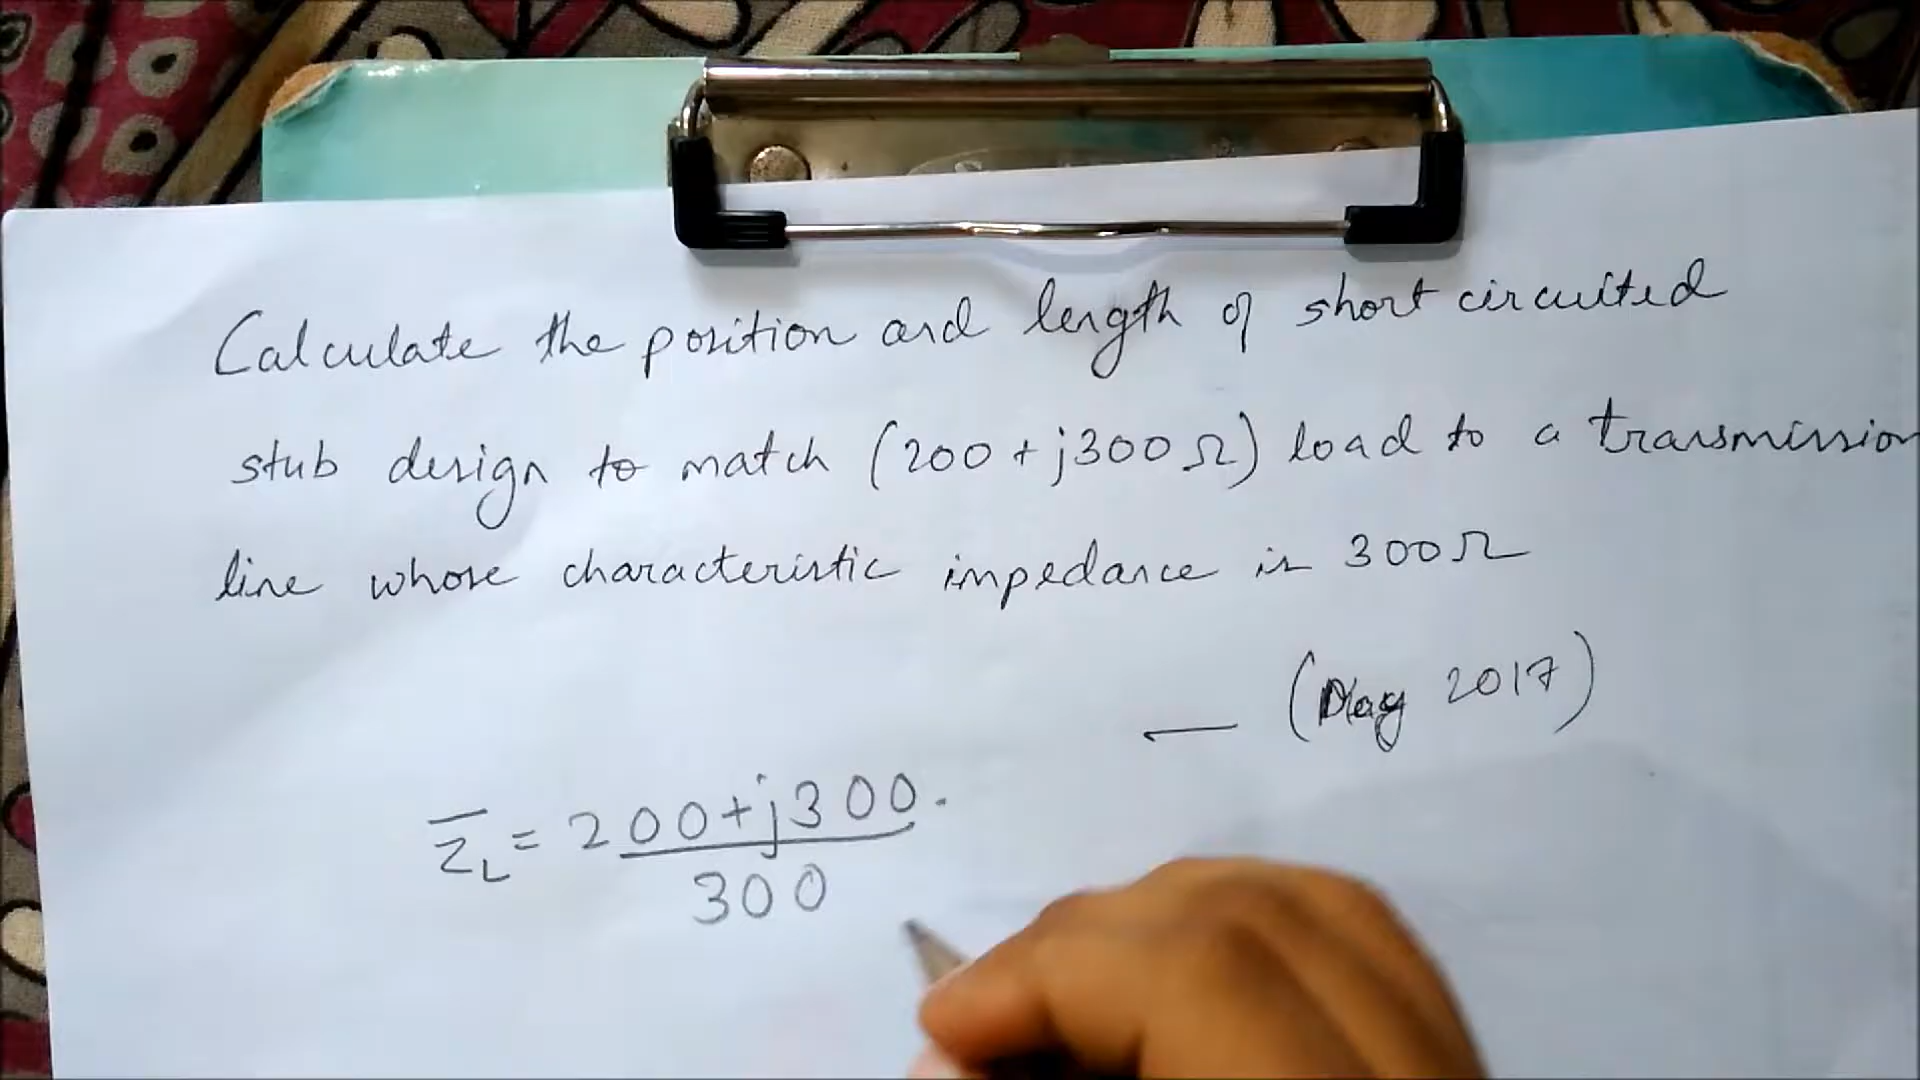 Calculate the position and length of short circuited
stub design to match (200 + j300 Ω) load to a transmission
line whose characteristic impedance is 300Ω
— (May 2017)
z̅L = 200+j300.
300